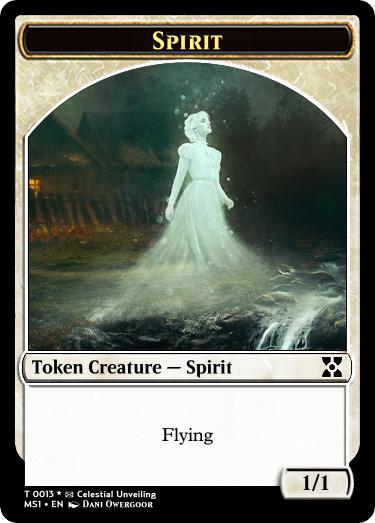 Spirit
Token Creature — Spirit
Flying
1/1
T 0013 * Celestial Unveiling
MS1 • EN Dani Owergoor